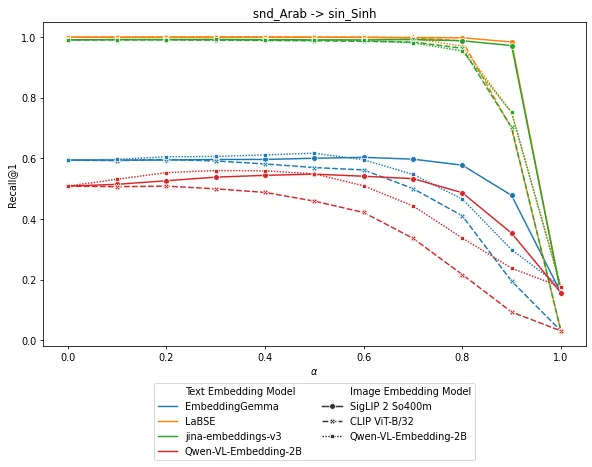 snd_Arab -> sin_Sinh
1.0
0.8
0.6
0.4
0.2
0.0
Recall@1
0.0 0.2 0.4 0.6 0.8 1.0
α
Text Embedding Model Image Embedding Model
EmbeddingGemma SigLIP 2 So400m
LaBSE CLIP ViT-B/32
jina-embeddings-v3 Qwen-VL-Embedding-2B
Qwen-VL-Embedding-2B